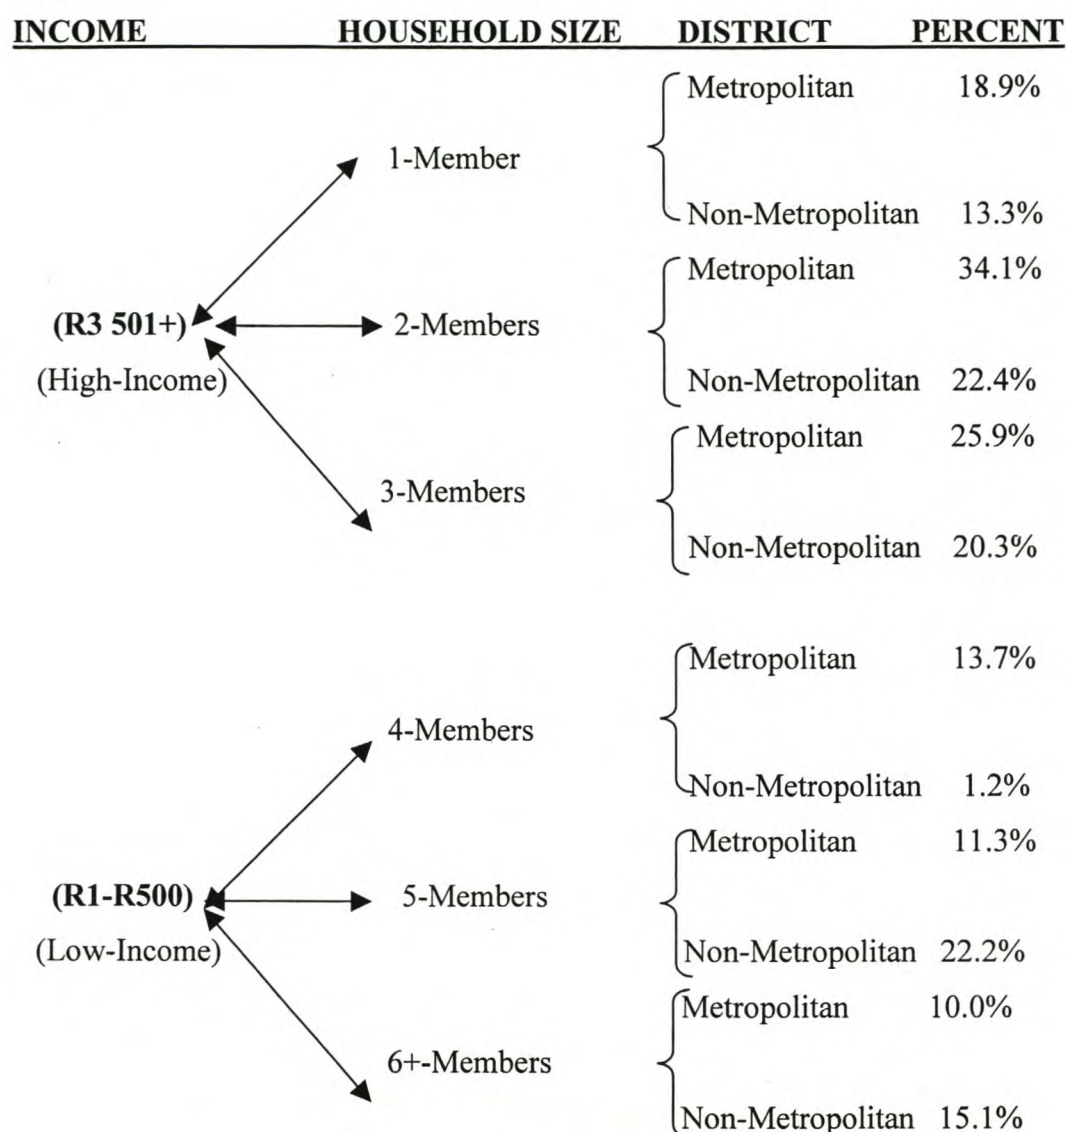 INCOME HOUSEHOLD SIZE DISTRICT PERCENT
Metropolitan 18.9%
1-Member
Non-Metropolitan 13.3%
Metropolitan 34.1%
(R3 501+) 2-Members
(High-Income) Non-Metropolitan 22.4%
Metropolitan 25.9%
3-Members
Non-Metropolitan 20.3%
Metropolitan 13.7%
4-Members
Non-Metropolitan 1.2%
Metropolitan 11.3%
(R1-R500) 5-Members
(Low-Income) Non-Metropolitan 22.2%
Metropolitan 10.0%
6+-Members
Non-Metropolitan 15.1%